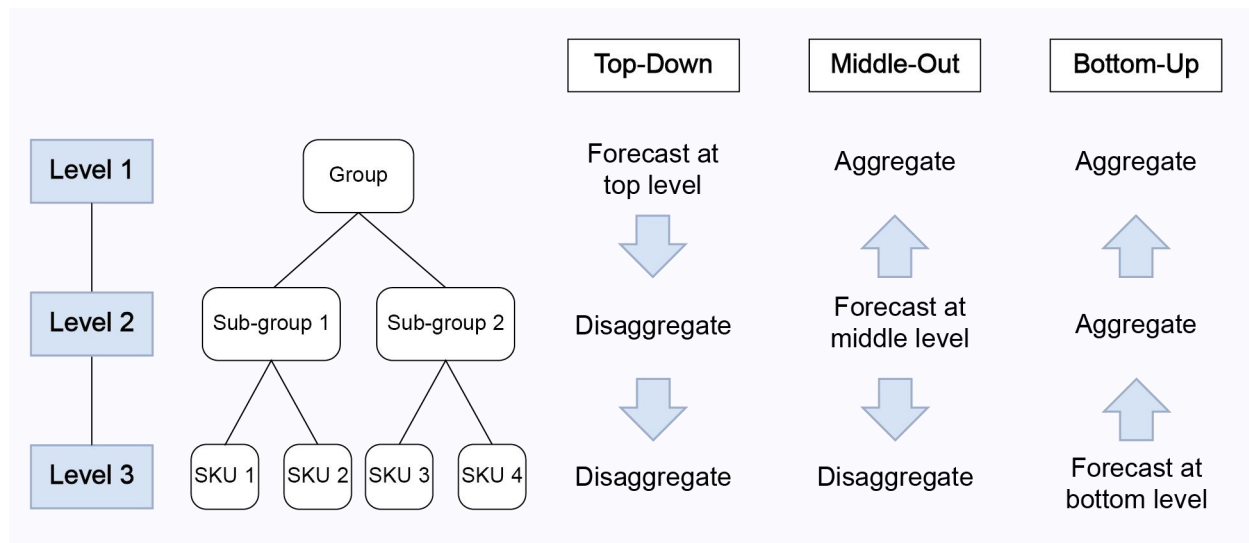 Top-Down
Middle-Out
Bottom-Up
Level 1
Group
Forecast at
top level
Aggregate
Aggregate
Level 2
Sub-group 1
Sub-group 2
Disaggregate
Forecast at
middle level
Aggregate
Level 3
SKU 1
SKU 2
SKU 3
SKU 4
Disaggregate
Disaggregate
Forecast at
bottom level